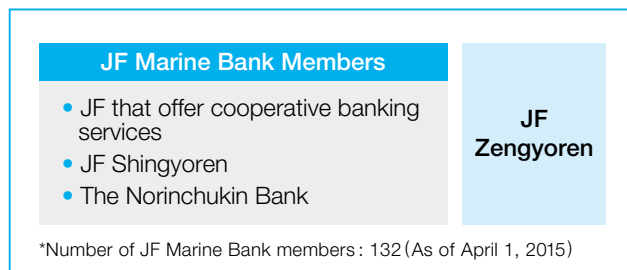 JF Marine Bank Members
• JF that offer cooperative banking
services
• JF Shingyoren
• The Norinchukin Bank
JF
Zengyoren
*Number of JF Marine Bank members: 132 (As of April 1, 2015)